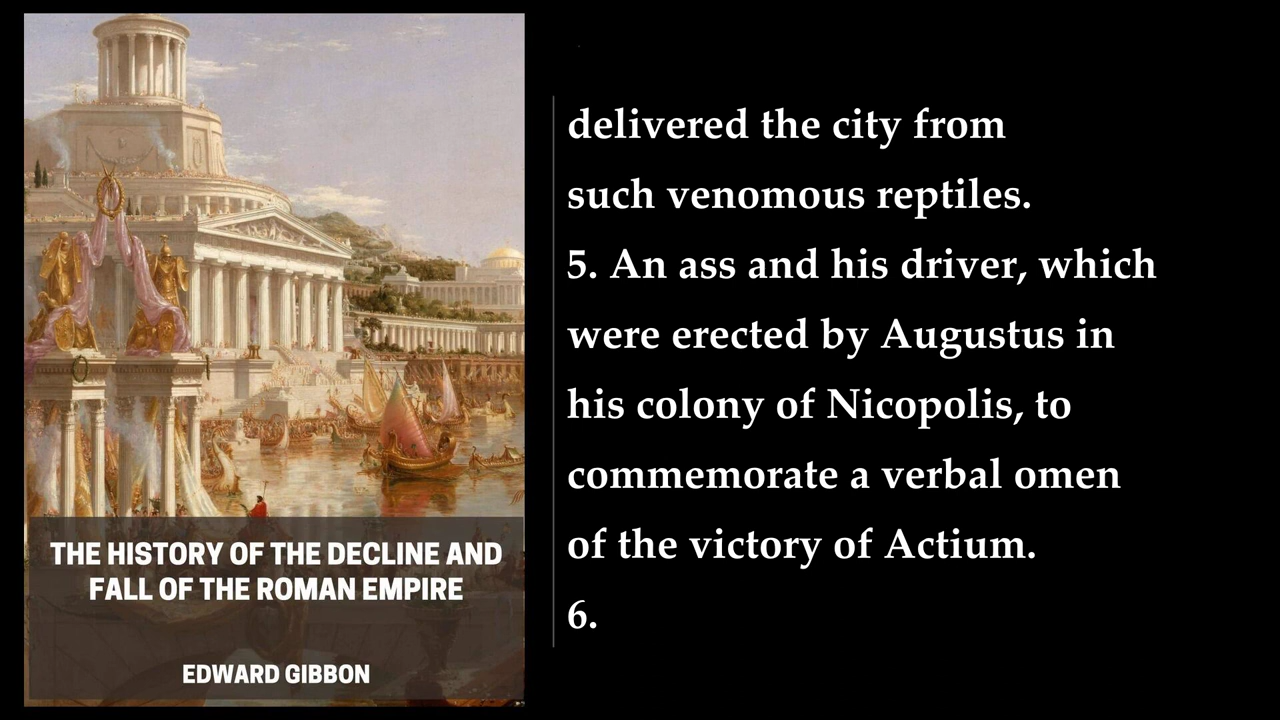 THE HISTORY OF THE DECLINE AND
FALL OF THE ROMAN EMPIRE
EDWARD GIBBON
delivered the city from
such venomous reptiles.
5. An ass and his driver, which
were erected by Augustus in
his colony of Nicopolis, to
commemorate a verbal omen
of the victory of Actium.
6.